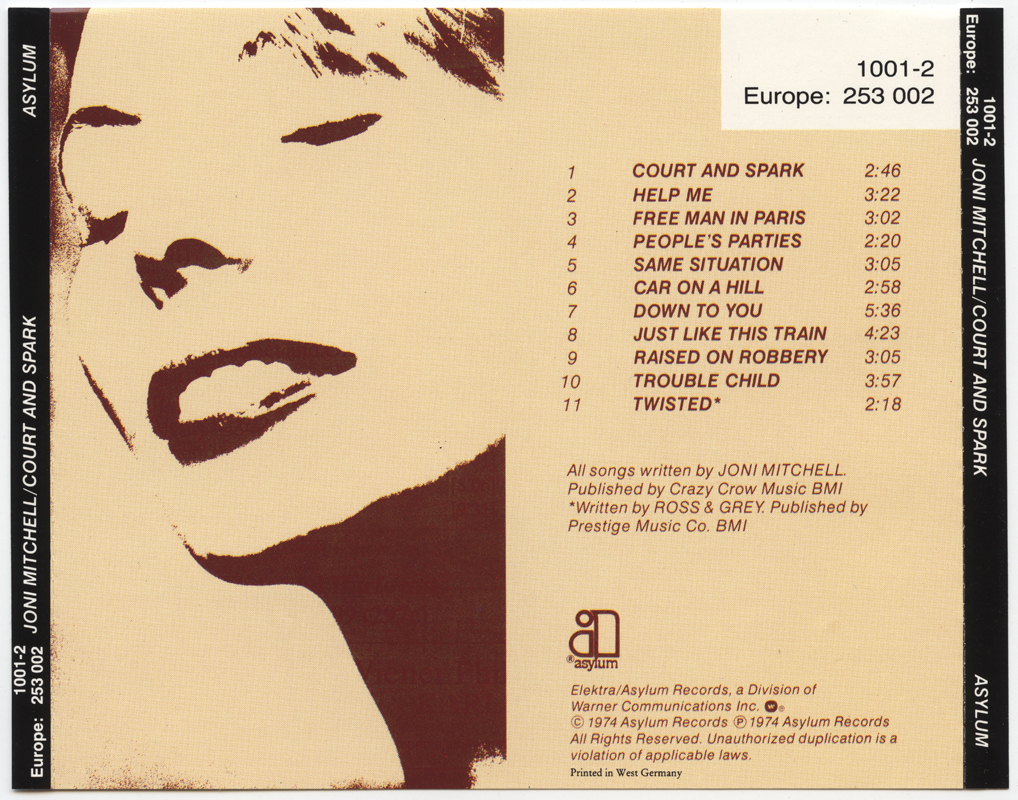 ASYLUM
JONI MITCHELL/COURT AND SPARK
1001-2
Europe: 253 002
1001-2
Europe: 253 002
1 COURT AND SPARK 2:46
2 HELP ME 3:22
3 FREE MAN IN PARIS 3:02
4 PEOPLE'S PARTIES 2:20
5 SAME SITUATION 3:05
6 CAR ON A HILL 2:58
7 DOWN TO YOU 5:36
8 JUST LIKE THIS TRAIN 4:23
9 RAISED ON ROBBERY 3:05
10 TROUBLE CHILD 3:57
11 TWISTED* 2:18
All songs written by JONI MITCHELL.
Published by Crazy Crow Music BMI
*Written by ROSS & GREY. Published by
Prestige Music Co. BMI
® asylum
Elektra/Asylum Records, a Division of
Warner Communications Inc. ®
© 1974 Asylum Records ℗ 1974 Asylum Records
All Rights Reserved. Unauthorized duplication is a
violation of applicable laws.
Printed in West Germany
1001-2
Europe: 253 002
JONI MITCHELL/COURT AND SPARK
ASYLUM